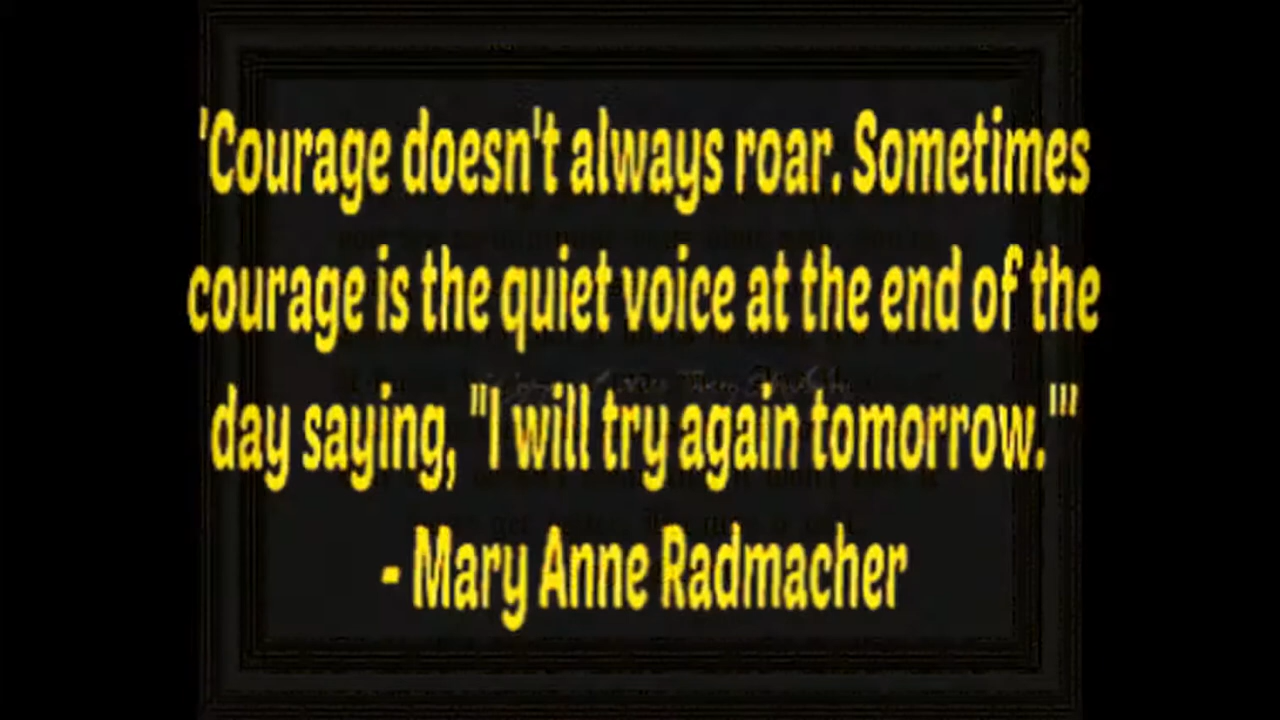 'Courage doesn't always roar. Sometimes
courage is the quiet voice at the end of the
day saying, "I will try again tomorrow."'
- Mary Anne Radmacher